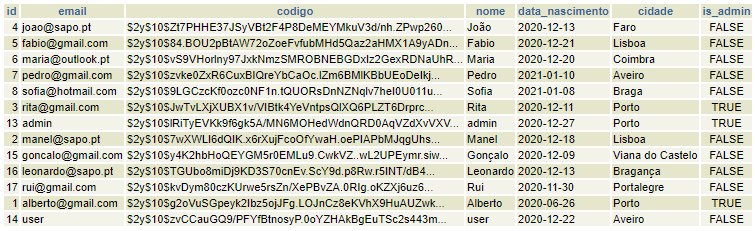 id email codigo nome data_nascimento cidade is_admin
4 joao@sapo.pt $2y$10$Zt7PHHE37JSyVBt2F4P8DeMEYMkuV3d/nh.ZPwp260... João 2020-12-13 Faro FALSE
5 fabio@gmail.com $2y$10$84.BOU2pBtAW72oZoeFvfubMHd5Qaz2aHMX1A9yADn... Fabio 2020-12-21 Lisboa FALSE
6 maria@outlook.pt $2y$10$vS9VHorlny97JxkNmzSMROBNEBGDxIz2GexRDNaUhR... Maria 2020-12-20 Coimbra FALSE
7 pedro@gmail.com $2y$10$zvke0ZxR6CuxBIQreYbCaOc.lZm6BMIKBbUEoDeIkj... Pedro 2021-01-10 Aveiro FALSE
8 sofia@hotmail.com $2y$10$9LGCzcKf0ozc0NF1n.tQUORsDnNZNqlv7hel0U011u... Sofia 2021-01-08 Braga FALSE
3 rita@gmail.com $2y$10$JwTvLXjXUBX1v/VIBtk4YeVntpsQIXQ6PLZT6Drprc... Rita 2020-12-11 Porto TRUE
13 admin $2y$10$IRiTyEVKk9f6gk5A/MN6MOHedWdnQRD0AqVZdXvVXV... admin 2020-12-27 Porto TRUE
2 manel@sapo.pt $2y$10$7wXWLI6dQIK.x6rXujFcoOfYwaH.oePIAPbMJqgUhs... Manel 2020-12-18 Lisboa FALSE
15 goncalo@gmail.com $2y$10$y4K2hbHoQEYGM5r0EMLu9.CwkVZ..wL2UPEymr.siw... Gonçalo 2020-12-09 Viana do Castelo FALSE
16 leonardo@sapo.pt $2y$10$TGUbo8miDj9KD3S70cnEv.ScY9d.p8Rw.r5INT/dB4... Leonardo 2020-12-13 Braga FALSE
17 rui@gmail.com $2y$10$kvDym80czKUrwe5rsZn/XePBvZA.0RIg.oKZXj6uz6... Rui 2020-11-30 Portalegre FALSE
1 alberto@gmail.com $2y$10$g2oVuSGpeyk2Ibz5ojJFg.LOJnCz8eKVhX9HuAUZwk... Alberto 2020-06-26 Porto TRUE
14 user $2y$10$zvCCauGQ9/PFYfBtnosyP.0oYZHAkBgEuTSc2s443m... user 2020-12-22 Aveiro FALSE